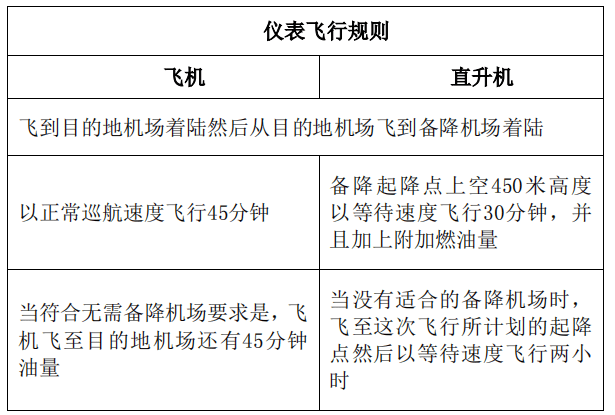 仪表飞行规则
飞机
直升机
飞到目的地机场着陆然后从目的地机场飞到备降机场着陆
以正常巡航速度飞行45分钟
备降起降点上空450米高度
以等待速度飞行30分钟，并
且加上附加燃油量
当符合无需备降机场要求是，飞
机飞至目的地机场还有45分钟
油量
当没有适合的备降机场时，
飞至这次飞行所计划的起降
点然后以等待速度飞行两小
时